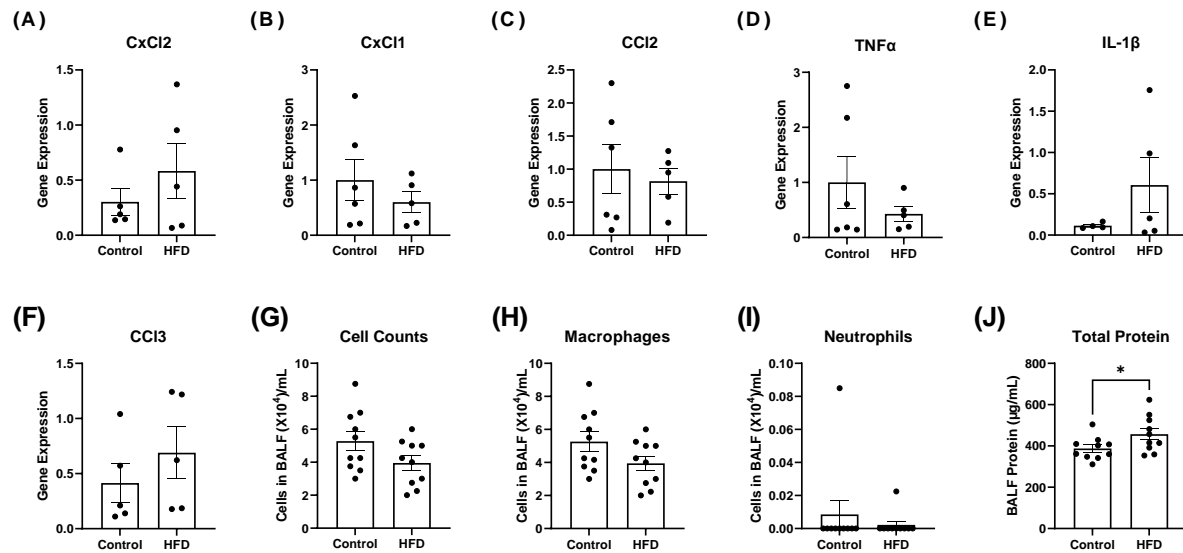 (A)
CxCl2
Gene Expression
1.5
1.0
0.5
0.0
Control HFD
(B)
CxCl1
Gene Expression
3
2
1
0
Control HFD
(C)
CCl2
Gene Expression
2.5
2.0
1.5
1.0
0.5
0.0
Control HFD
(D)
TNFα
Gene Expression
3
2
1
0
Control HFD
(E)
IL-1β
Gene Expression
2.0
1.5
1.0
0.5
0.0
Control HFD
(F)
CCl3
Gene Expression
1.5
1.0
0.5
0.0
Control HFD
(G)
Cell Counts
Cells in BALF (X10⁴)/mL
10
8
6
4
2
0
Control HFD
(H)
Macrophages
Cells in BALF (X10⁴)/mL
10
8
6
4
2
0
Control HFD
(I)
Neutrophils
Cells in BALF (X10⁴)/mL
0.10
0.08
0.06
0.04
0.02
0.00
Control HFD
(J)
Total Protein
BALF Protein (µg/mL)
800
600
400
200
0
*
Control HFD